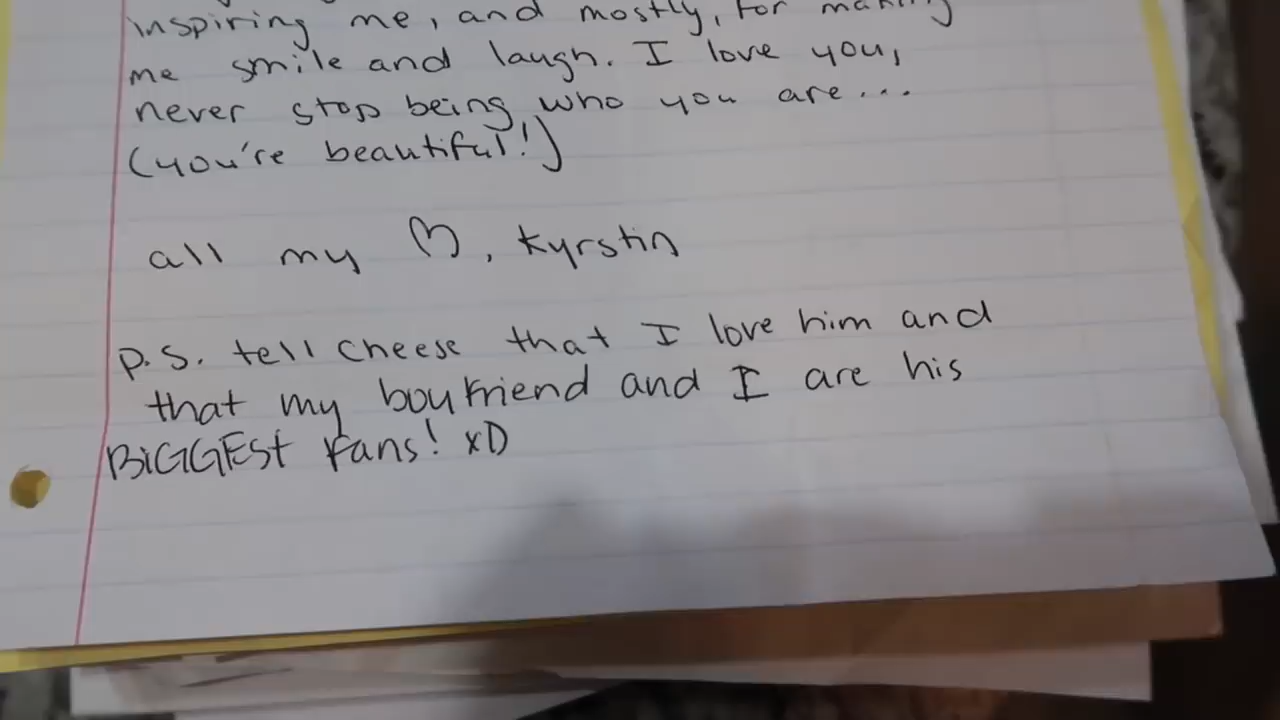 inspiring me, and mostly, for making
me smile and laugh. I love you,
never stop being who you are...
(you're beautiful!)
all my ♡, Kyrstin
p.s. tell cheese that I love him and
that my boyfriend and I are his
BiGGEst Fans! xD